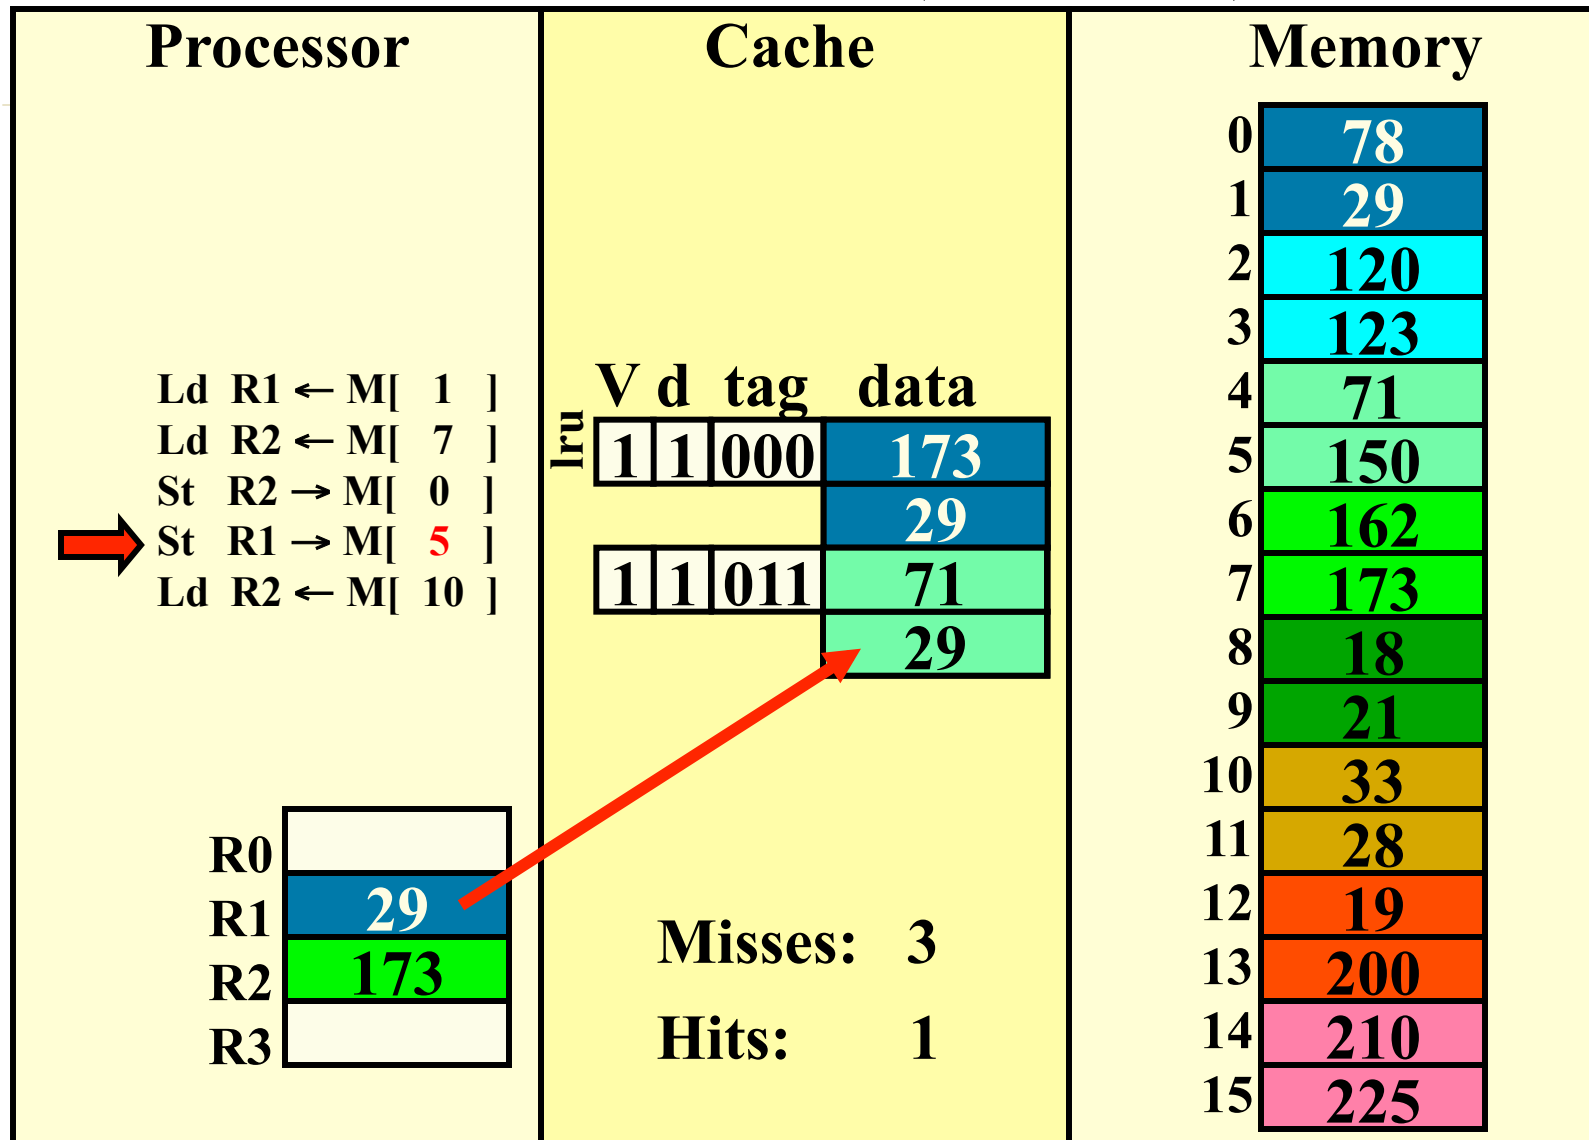 Processor
Cache
Memory
Ld R1 ← M[ 1 ]
Ld R2 ← M[ 7 ]
St R2 → M[ 0 ]
St R1 → M[ 5 ]
Ld R2 ← M[ 10 ]
R0
R1 29
R2 173
R3
V d tag data
lru
1 1 000 173
29
1 1 011 71
29
Misses: 3
Hits: 1
0 78
1 29
2 120
3 123
4 71
5 150
6 162
7 173
8 18
9 21
10 33
11 28
12 19
13 200
14 210
15 225